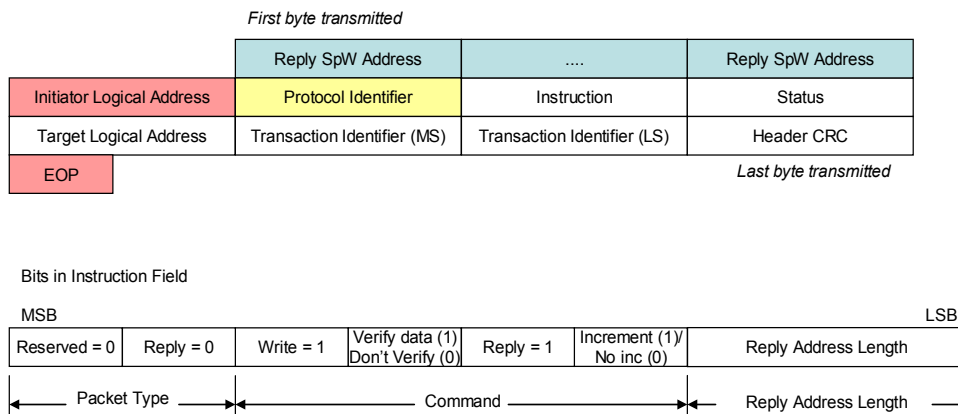 First byte transmitted
Reply SpW Address .... Reply SpW Address
Initiator Logical Address Protocol Identifier Instruction Status
Target Logical Address Transaction Identifier (MS) Transaction Identifier (LS) Header CRC
EOP Last byte transmitted
Bits in Instruction Field
MSB LSB
Reserved = 0 Reply = 0 Write = 1 Verify data (1) Don't Verify (0) Reply = 1 Increment (1)/ No inc (0) Reply Address Length
Packet Type Command Reply Address Length